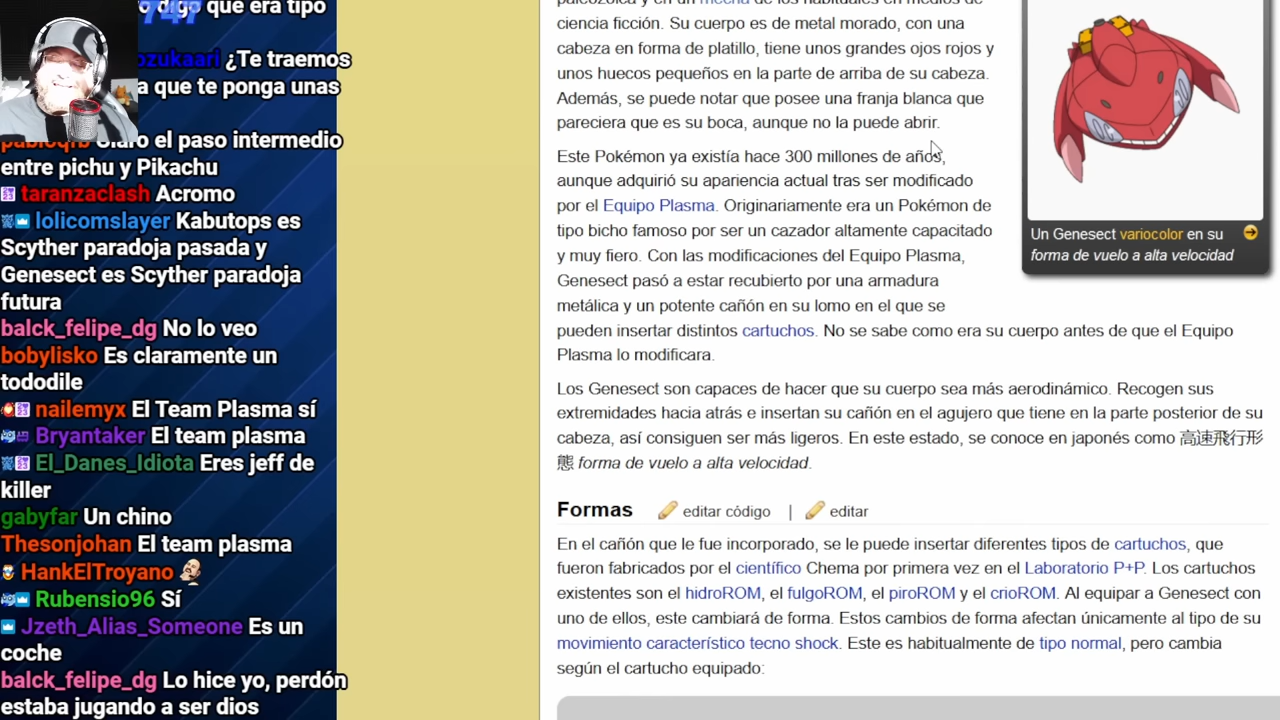 o digo que era tipo
ozukaari ¿Te traemos
a que te ponga unas
Claro el paso intermedio
entre pichu y Pikachu
taranzaclash Acromo
lolicomslayer Kabutops es
Scyther paradoja pasada y
Genesect es Scyther paradoja
futura
balck_felipe_dg No lo veo
bobylisko Es claramente un
tododile
nailemyx El Team Plasma sí
Bryantaker El team plasma
El_Danes_Idiota Eres jeff de
killer
gabyfar Un chino
Thesonjohan El team plasma
HankElTroyano
Rubensio96 Sí
Jzeth_Alias_Someone Es un
coche
balck_felipe_dg Lo hice yo, perdón
estaba jugando a ser dios
paleozoica y en un mecha de los habituales en medios de
ciencia ficción. Su cuerpo es de metal morado, con una
cabeza en forma de platillo, tiene unos grandes ojos rojos y
unos huecos pequeños en la parte de arriba de su cabeza.
Además, se puede notar que posee una franja blanca que
pareciera que es su boca, aunque no la puede abrir.
Este Pokémon ya existía hace 300 millones de años,
aunque adquirió su apariencia actual tras ser modificado
por el Equipo Plasma. Originariamente era un Pokémon de
tipo bicho famoso por ser un cazador altamente capacitado
y muy fiero. Con las modificaciones del Equipo Plasma,
Genesect pasó a estar recubierto por una armadura
metálica y un potente cañón en su lomo en el que se
pueden insertar distintos cartuchos. No se sabe como era su cuerpo antes de que el Equipo
Plasma lo modificara.
Los Genesect son capaces de hacer que su cuerpo sea más aerodinámico. Recogen sus
extremidades hacia atrás e insertan su cañón en el agujero que tiene en la parte posterior de su
cabeza, así consiguen ser más ligeros. En este estado, se conoce en japonés como 高速飛行形
態 forma de vuelo a alta velocidad.
Formas editar código | editar
En el cañón que le fue incorporado, se le puede insertar diferentes tipos de cartuchos, que
fueron fabricados por el científico Chema por primera vez en el Laboratorio P+P. Los cartuchos
existentes son el hidroROM, el fulgoROM, el piroROM y el crioROM. Al equipar a Genesect con
uno de ellos, este cambiará de forma. Estos cambios de forma afectan únicamente al tipo de su
movimiento característico tecno shock. Este es habitualmente de tipo normal, pero cambia
según el cartucho equipado:
Un Genesect variocolor en su
forma de vuelo a alta velocidad